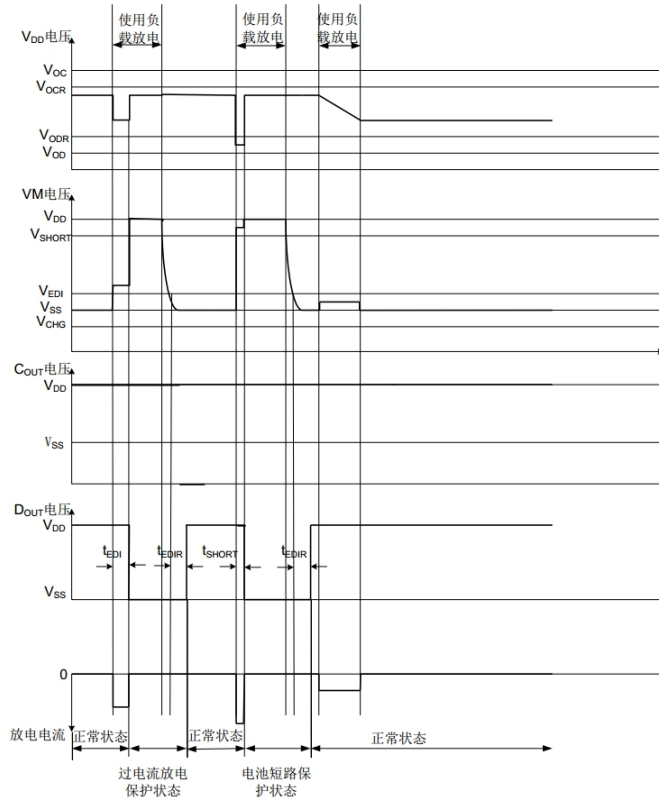 使用负
载放电
使用负
载放电
使用负
载放电
VDD电压
VOC
VOCR
VODR
VOD
VM电压
VDD
VSHORT
VEDI
VSS
VCHG
COUT电压
VDD
VSS
DOUT电压
VDD
tEDI
tEDIR
tSHORT
tEDIR
VSS
0
放电电流
正常状态
正常状态
正常状态
过电流放电
保护状态
电池短路保
护状态